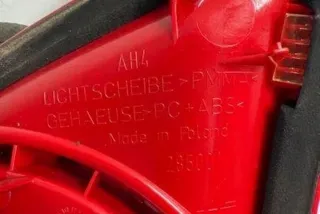 AH4
LICHTSCHEIBE >PMMA<
GEHAEUSE >PC+ABS<
Made in Poland